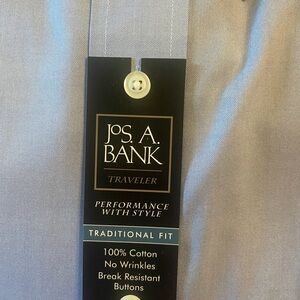 JOS. A.
BANK
TRAVELER
PERFORMANCE
WITH STYLE
TRADITIONAL FIT
100% Cotton
No Wrinkles
Break Resistant
Buttons